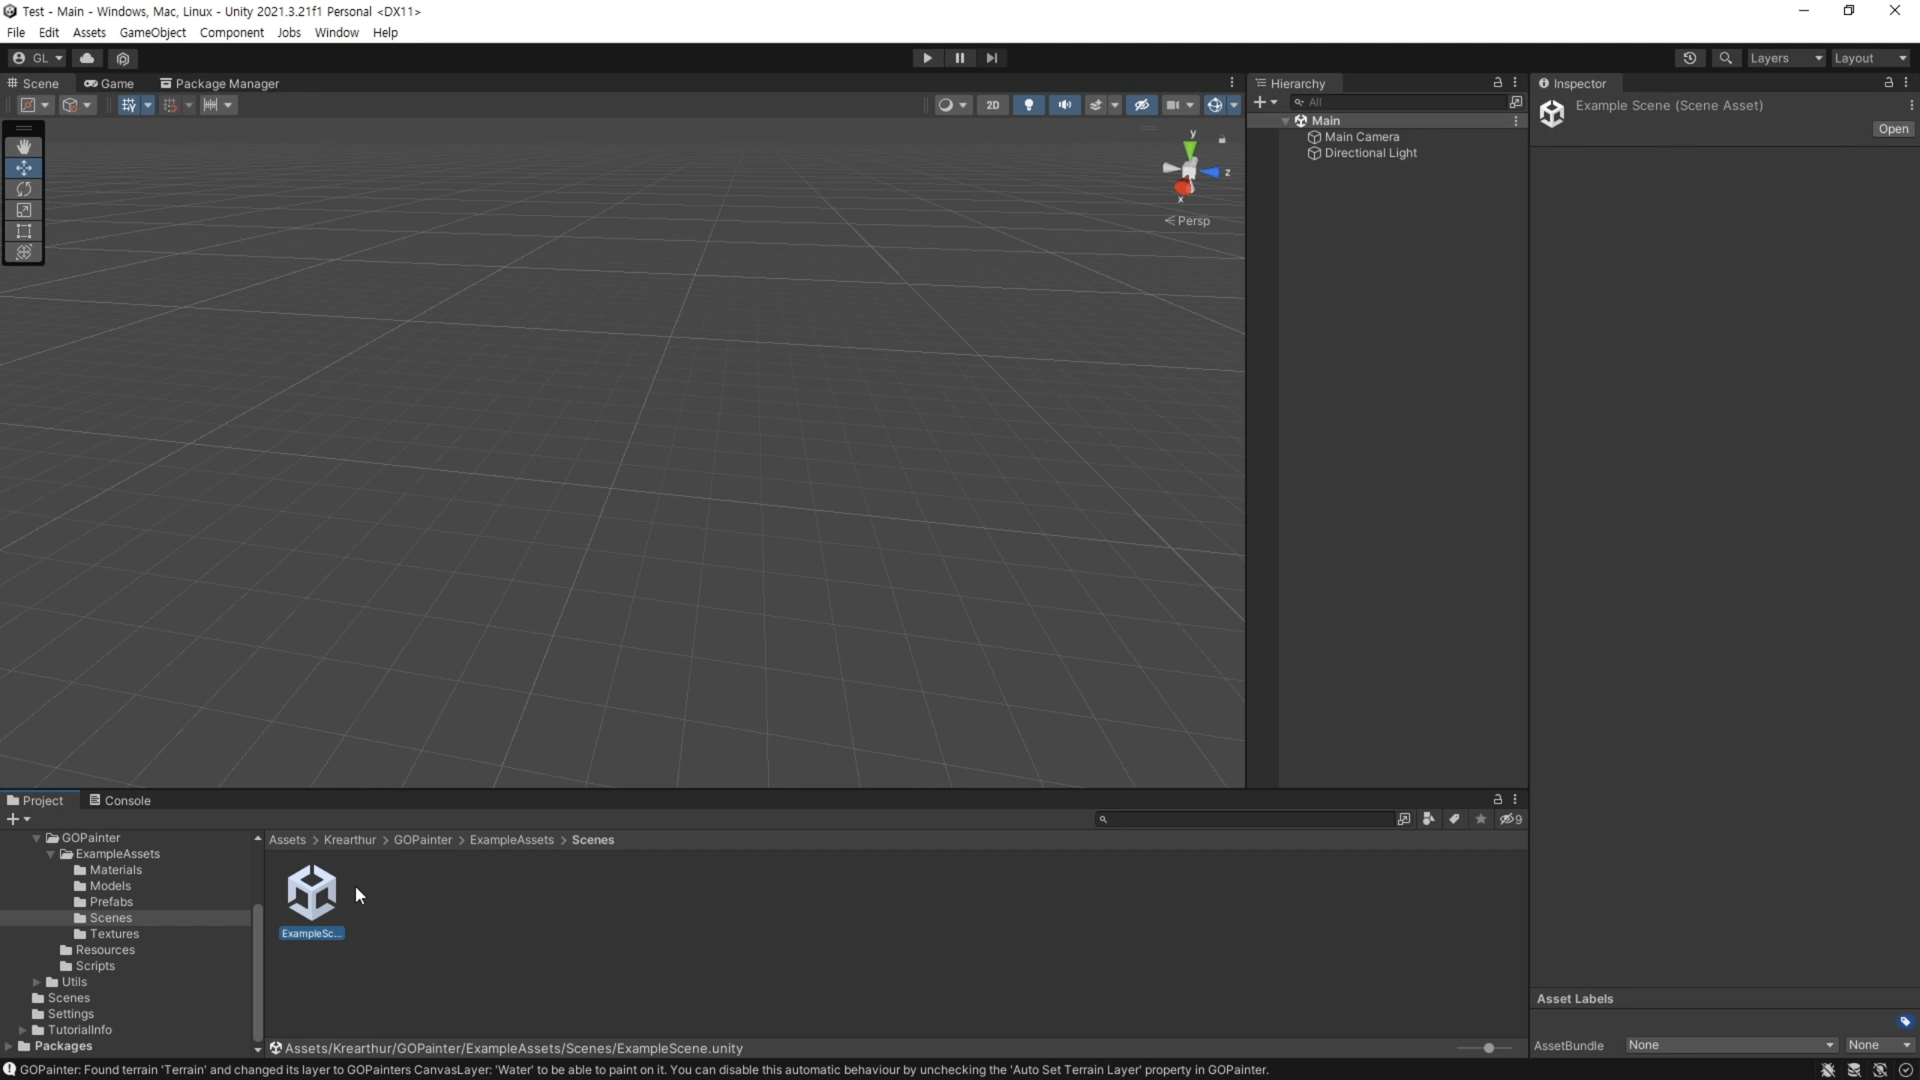 Test - Main - Windows, Mac, Linux - Unity 2021.3.21f1 Personal <DX11>
File Edit Assets GameObject Component Jobs Window Help
GL Layers Layout
Scene Game Package Manager
2D
y
z
x
Persp
Hierarchy
All
Main
Main Camera
Directional Light
Inspector
Example Scene (Scene Asset)
Open
Project Console
9
GOPainter
ExampleAssets
Materials
Models
Prefabs
Scenes
Textures
Resources
Scripts
Utils
Scenes
Settings
TutorialInfo
Packages
Assets > Krearthur > GOPainter > ExampleAssets > Scenes
ExampleSc...
Assets/Krearthur/GOPainter/ExampleAssets/Scenes/ExampleScene.unity
Asset Labels
AssetBundle None None
GOPainter: Found terrain 'Terrain' and changed its layer to GOPainters CanvasLayer: 'Water' to be able to paint on it. You can disable this automatic behaviour by unchecking the 'Auto Set Terrain Layer' property in GOPainter.